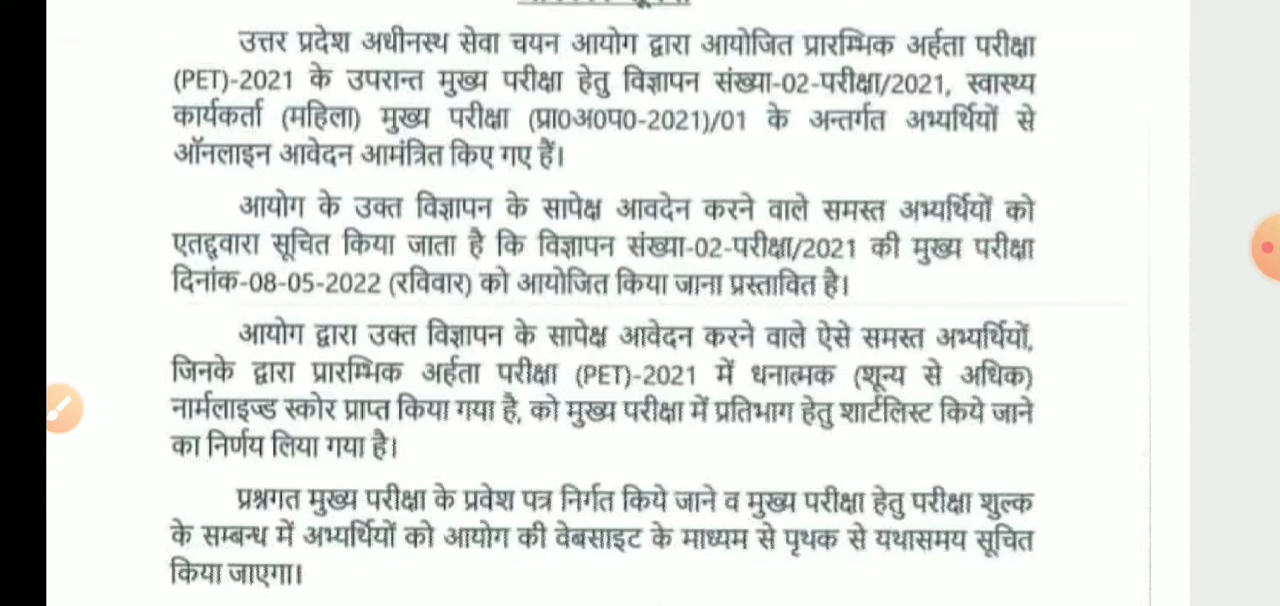 उत्तर प्रदेश अधीनस्थ सेवा चयन आयोग द्वारा आयोजित प्रारम्भिक अर्हता परीक्षा
(PET)-2021 के उपरान्त मुख्य परीक्षा हेतु विज्ञापन संख्या-02-परीक्षा/2021, स्वास्थ्य
कार्यकर्ता (महिला) मुख्य परीक्षा (प्रा0अ0प0-2021)/01 के अन्तर्गत अभ्यर्थियों से
ऑनलाइन आवेदन आमंत्रित किए गए हैं।
आयोग के उक्त विज्ञापन के सापेक्ष आवदेन करने वाले समस्त अभ्यर्थियों को
एतद्द्वारा सूचित किया जाता है कि विज्ञापन संख्या-02-परीक्षा/2021 की मुख्य परीक्षा
दिनांक-08-05-2022 (रविवार) को आयोजित किया जाना प्रस्तावित है।
आयोग द्वारा उक्त विज्ञापन के सापेक्ष आवेदन करने वाले ऐसे समस्त अभ्यर्थियों,
जिनके द्वारा प्रारम्भिक अर्हता परीक्षा (PET)-2021 में धनात्मक (शून्य से अधिक)
नार्मलाइज्ड स्कोर प्राप्त किया गया है, को मुख्य परीक्षा में प्रतिभाग हेतु शार्टलिस्ट किये जाने
का निर्णय लिया गया है।
प्रश्नगत मुख्य परीक्षा के प्रवेश पत्र निर्गत किये जाने व मुख्य परीक्षा हेतु परीक्षा शुल्क
के सम्बन्ध में अभ्यर्थियों को आयोग की वेबसाइट के माध्यम से पृथक से यथासमय सूचित
किया जाएगा।